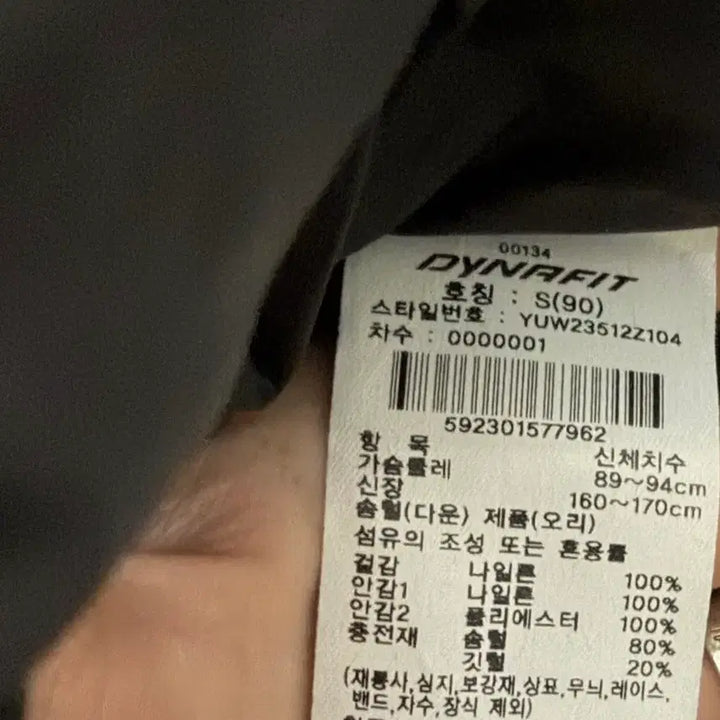 00134
DYNAFIT
호칭 : S(90)
스타일번호 : YUW23512Z104
차수 : 0000001
592301577962
항 목 신체치수
가슴둘레 89~94cm
신장 160~170cm
솜털(다운) 제품(오리)
섬유의 조성 또는 혼용률
겉감 나일론 100%
안감1 나일론 100%
안감2 폴리에스터 100%
충전재 솜털 80%
깃털 20%
(재봉사,심지,보강재,상표,무늬,레이스,
밴드,자수,장식 제외)